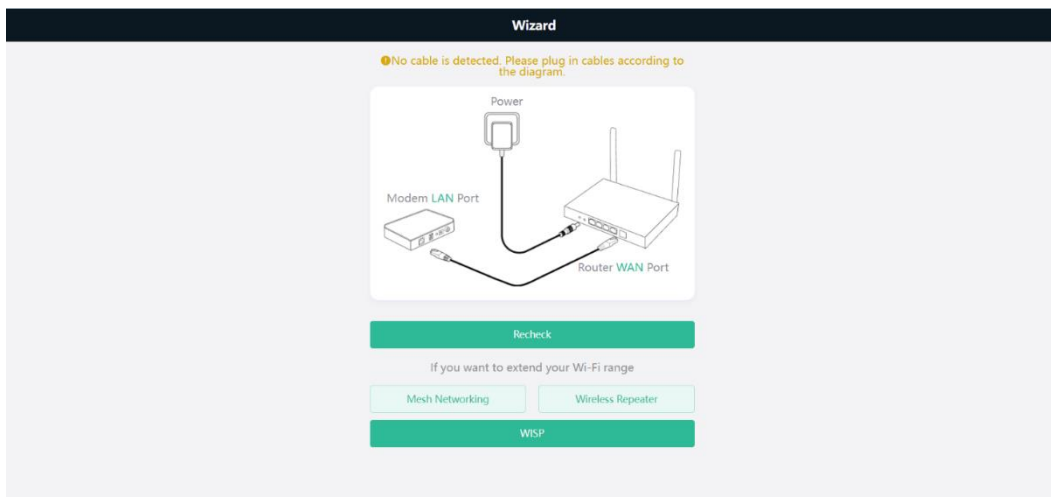 Wizard
No cable is detected. Please plug in cables according to
the diagram.
Power
Modem LAN Port
Router WAN Port
Recheck
If you want to extend your Wi-Fi range
Mesh Networking
Wireless Repeater
WISP